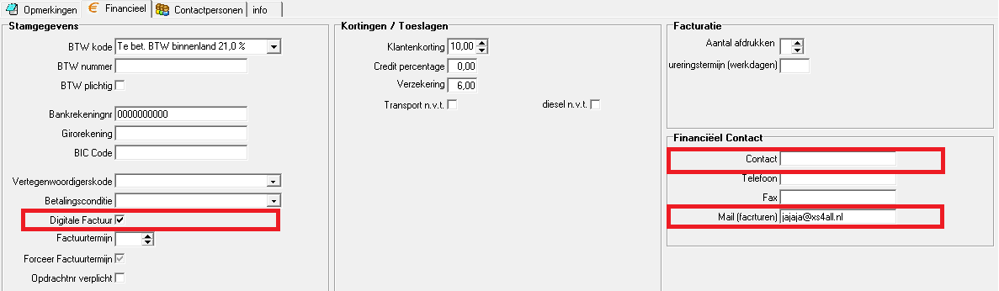 Opmerkingen Financieel Contactpersonen info
Stamgegevens
BTW kode Te bet. BTW binnenland 21,0 %
BTW nummer
BTW plichtig
Bankrekeningnr 0000000000
Girorekening
BIC Code
Vertegenwoordigerskode
Betalingsconditie
Digitale Factuur
Factuurtermijn
Forceer Factuurtermijn
Opdrachtnr verplicht
Kortingen / Toeslagen
Klantenkorting 10,00
Credit percentage 0,00
Verzekering 6,00
Transport n.v.t. diesel n.v.t.
Facturatie
Aantal afdrukken
ureringstermijn (werkdagen)
Financiëel Contact
Contact
Telefoon
Fax
Mail (facrturen) jajaja@xs4all.nl